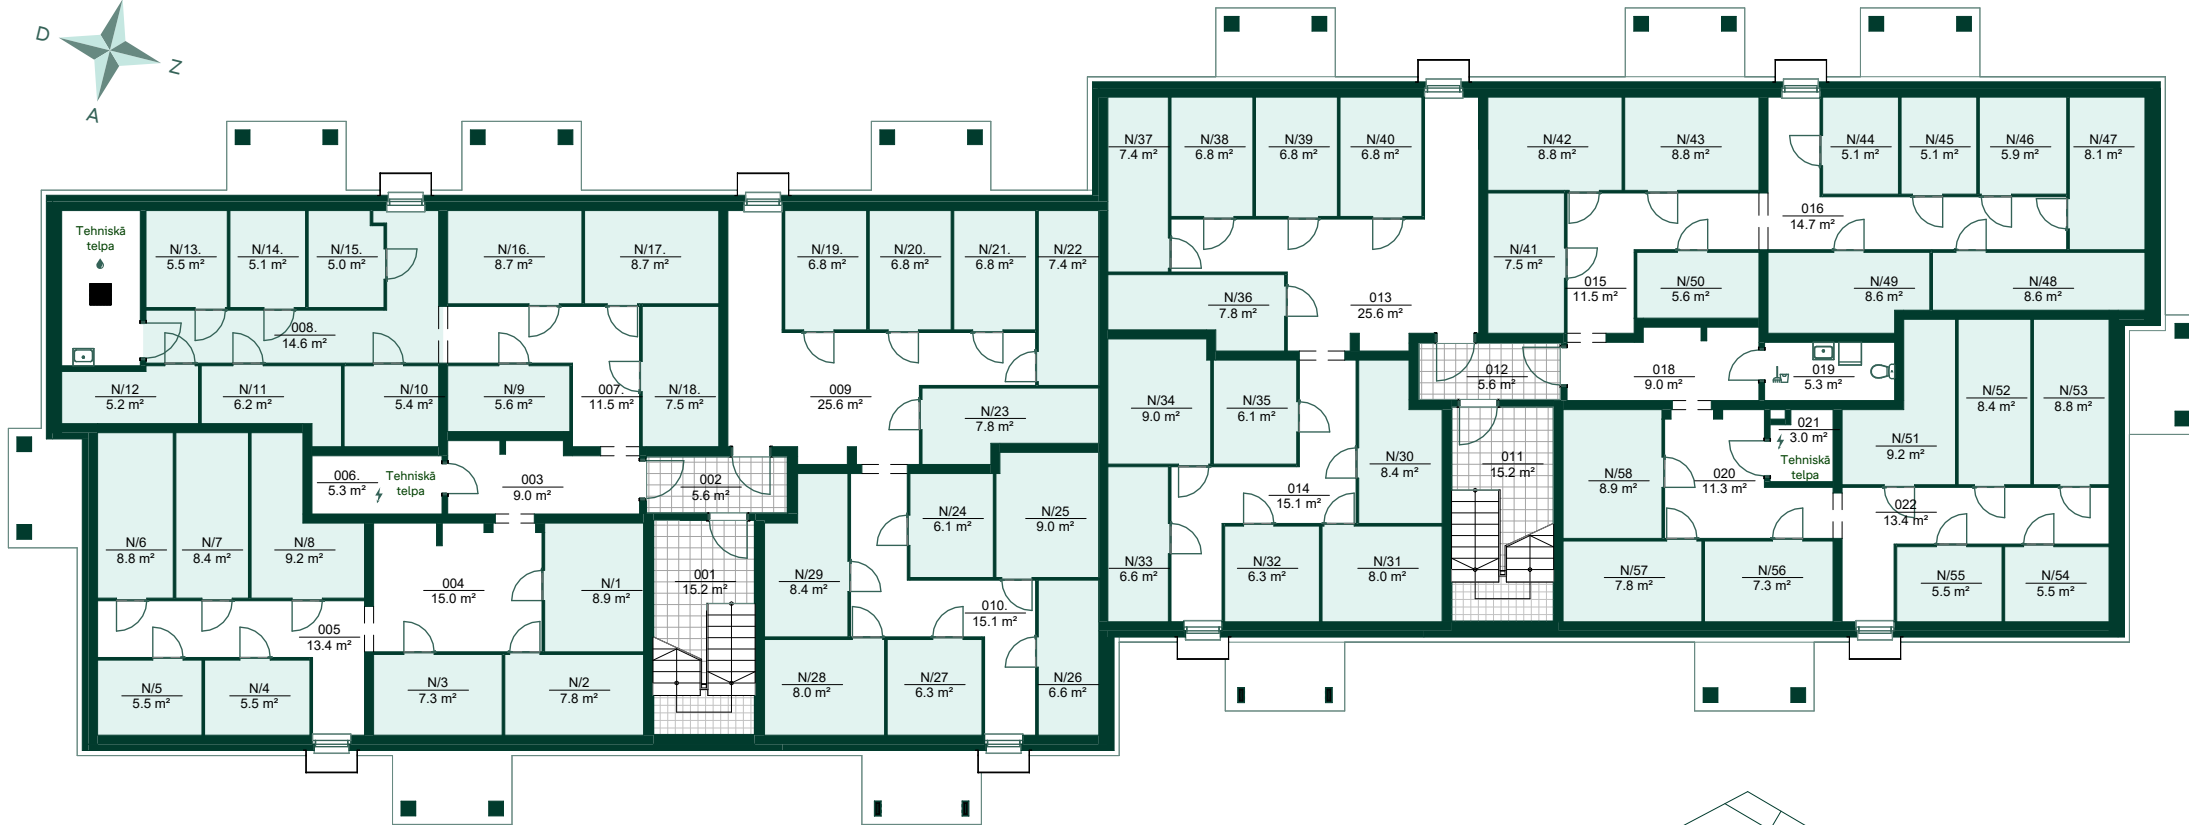 D
Z
A
Tehniskā
telpa
N/13.
5.5 m²
N/14.
5.1 m²
N/15.
5.0 m²
N/16.
8.7 m²
N/17.
8.7 m²
N/19.
6.8 m²
N/20.
6.8 m²
N/21.
6.8 m²
N/22
7.4 m²
008.
14.6 m²
N/12
5.2 m²
N/11
6.2 m²
N/10
5.4 m²
N/9
5.6 m²
007.
11.5 m²
N/18.
7.5 m²
009
25.6 m²
N/23
7.8 m²
006.
5.3 m²
Tehniskā
telpa
003
9.0 m²
002
5.6 m²
N/6
8.8 m²
N/7
8.4 m²
N/8
9.2 m²
004
15.0 m²
N/1
8.9 m²
001
15.2 m²
N/29
8.4 m²
N/24
6.1 m²
N/25
9.0 m²
010.
15.1 m²
005
13.4 m²
N/5
5.5 m²
N/4
5.5 m²
N/3
7.3 m²
N/2
7.8 m²
N/28
8.0 m²
N/27
6.3 m²
N/26
6.6 m²
N/37
7.4 m²
N/38
6.8 m²
N/39
6.8 m²
N/40
6.8 m²
N/42
8.8 m²
N/43
8.8 m²
N/44
5.1 m²
N/45
5.1 m²
N/46
5.9 m²
N/47
8.1 m²
016
14.7 m²
N/41
7.5 m²
015
11.5 m²
N/50
5.6 m²
N/49
8.6 m²
N/48
8.6 m²
N/36
7.8 m²
013
25.6 m²
012
5.6 m²
018
9.0 m²
019
5.3 m²
N/34
9.0 m²
N/35
6.1 m²
N/30
8.4 m²
011
15.2 m²
N/52
8.4 m²
N/53
8.8 m²
021
3.0 m²
Tehniskā
telpa
N/51
9.2 m²
N/58
8.9 m²
020
11.3 m²
014
15.1 m²
022
13.4 m²
N/33
6.6 m²
N/32
6.3 m²
N/31
8.0 m²
N/57
7.8 m²
N/56
7.3 m²
N/55
5.5 m²
N/54
5.5 m²